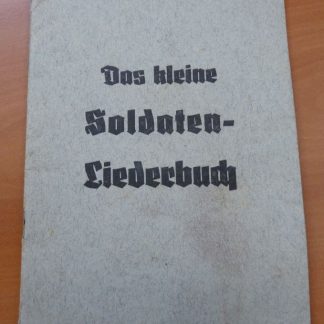 Das kleine
Soldaten-
Liederbuch